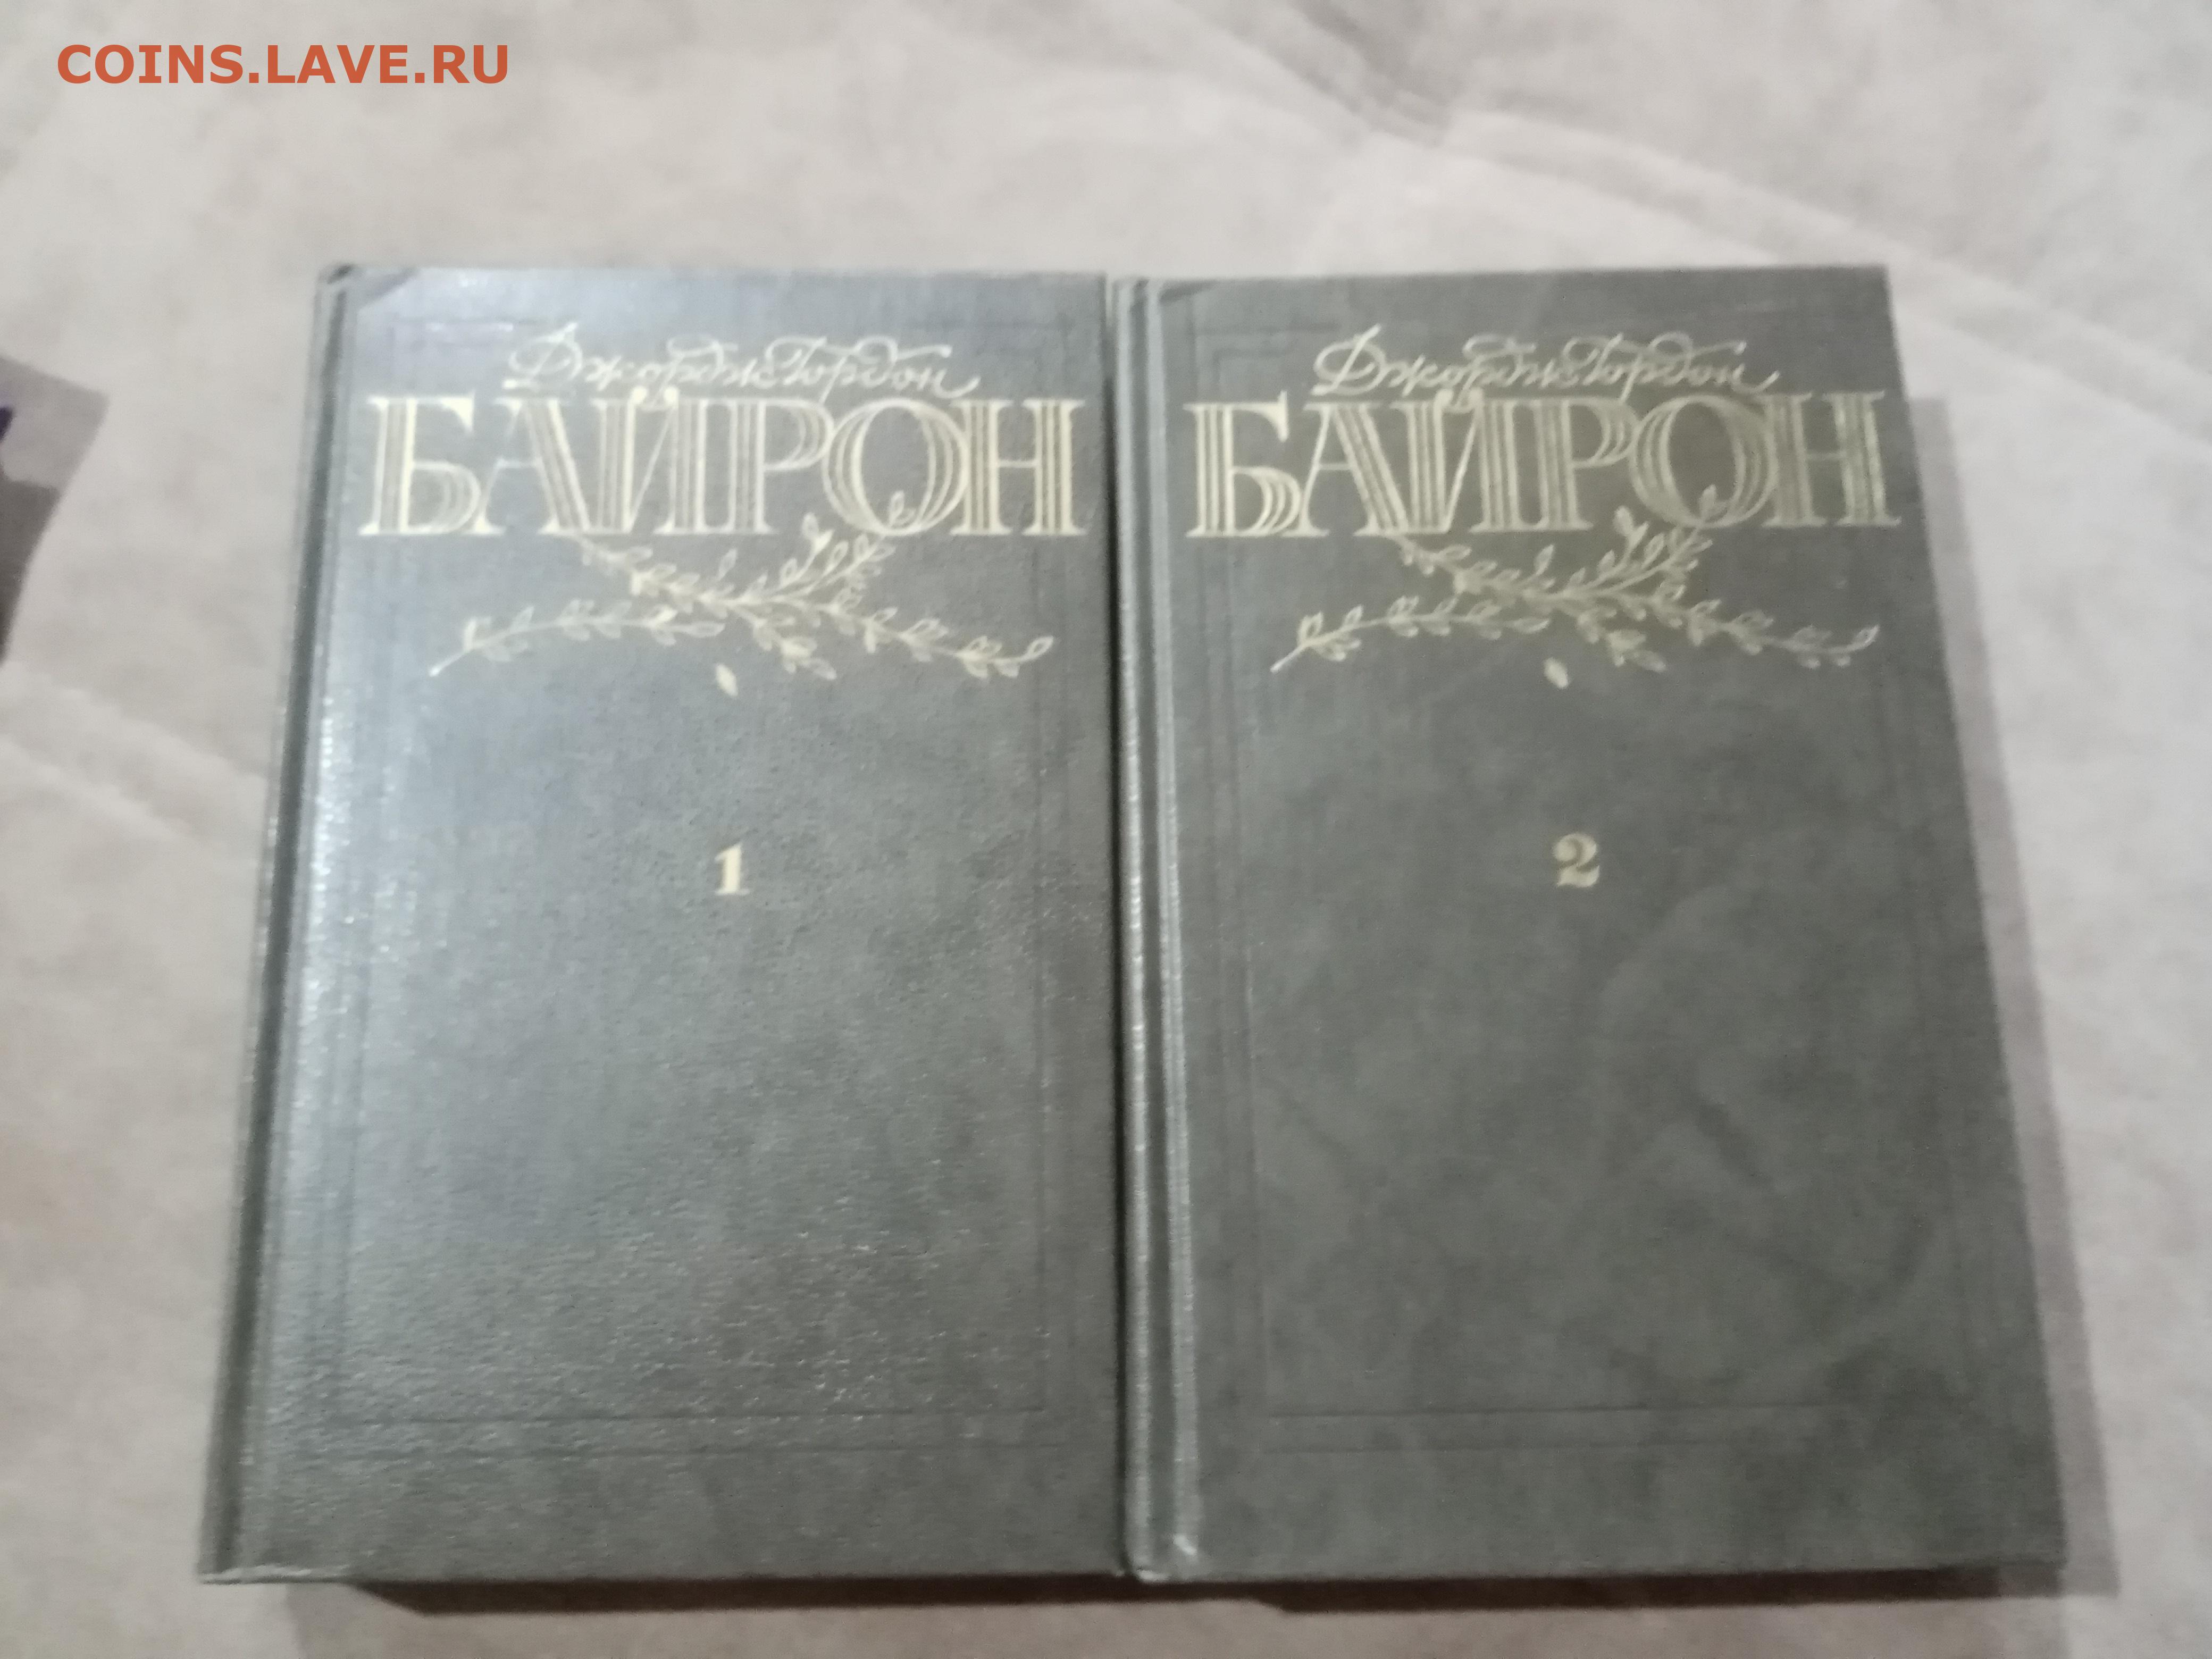 COINS.LAVE.RU
Джордж Гордон
БАЙРОН
1
Джордж Гордон
БАЙРОН
2